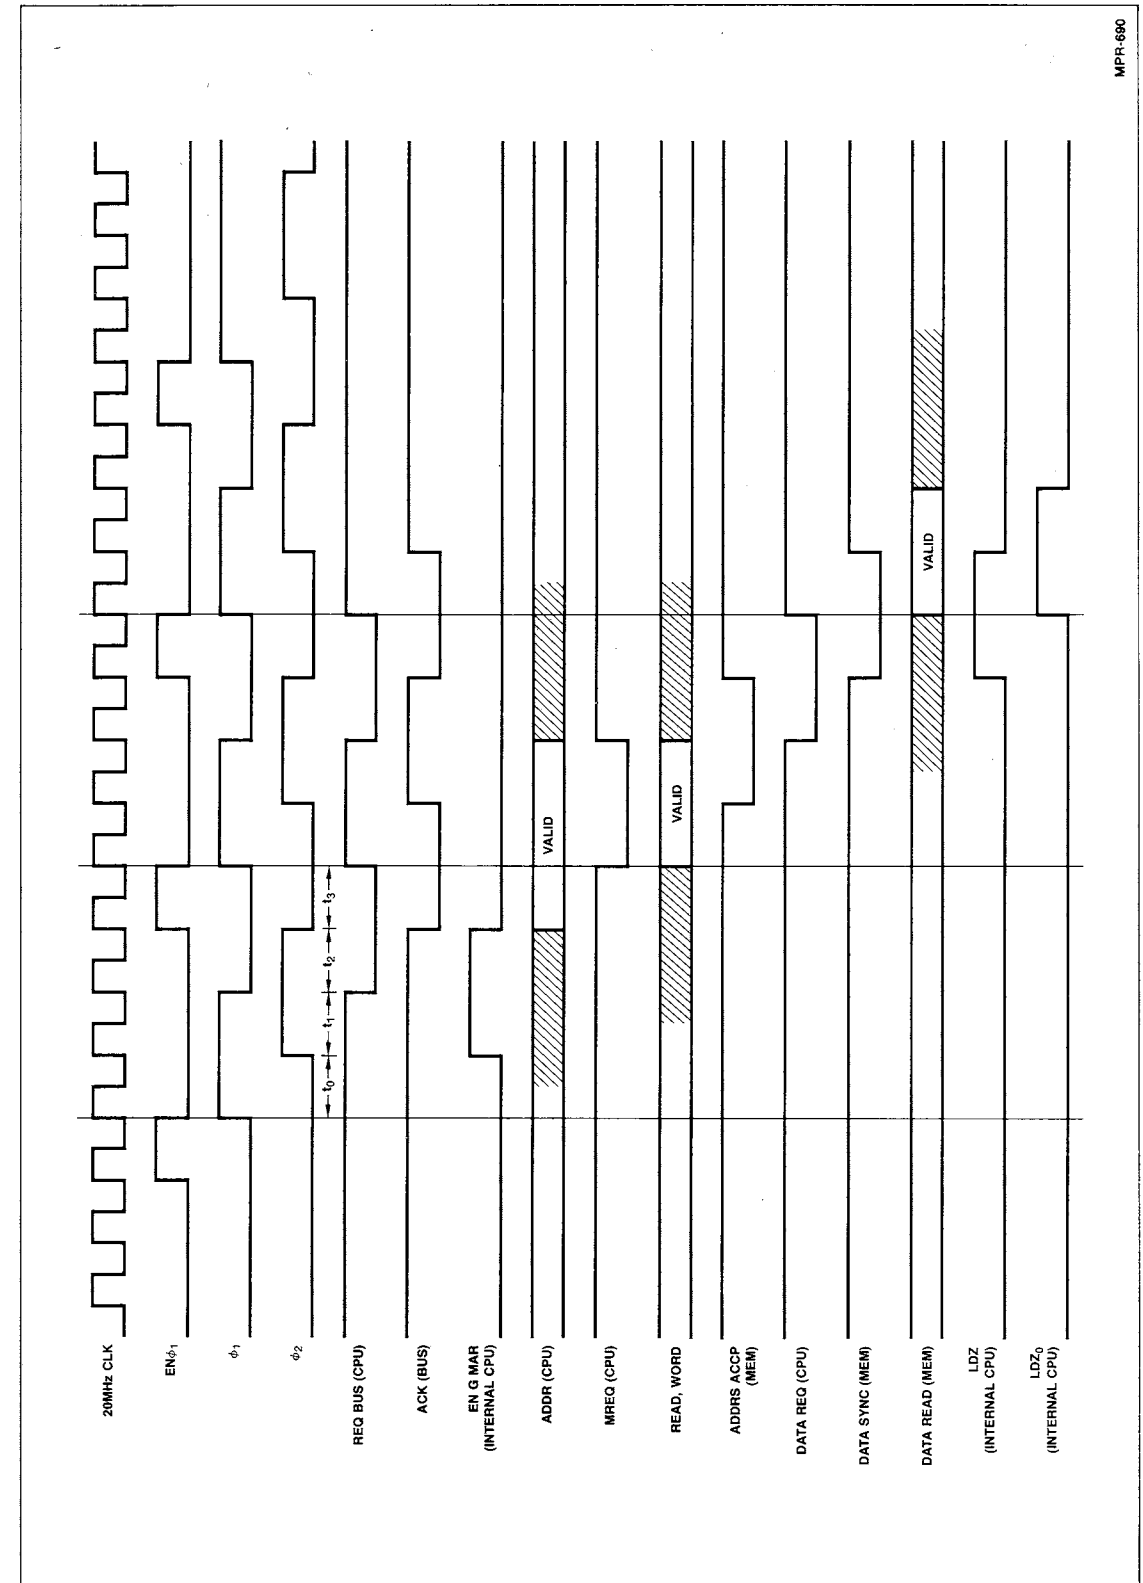 MPR-690
20MHz CLK
ENϕ₁
ϕ₁
ϕ₂
t₀
t₁
t₂
t₃
REQ BUS (CPU)
ACK (BUS)
EN G MAR
(INTERNAL CPU)
ADDR (CPU)
VALID
MREQ (CPU)
READ, WORD
VALID
ADDRS ACCP
(MEM)
DATA REQ (CPU)
DATA SYNC (MEM)
DATA READ (MEM)
VALID
LDZ
(INTERNAL CPU)
LDZ₀
(INTERNAL CPU)